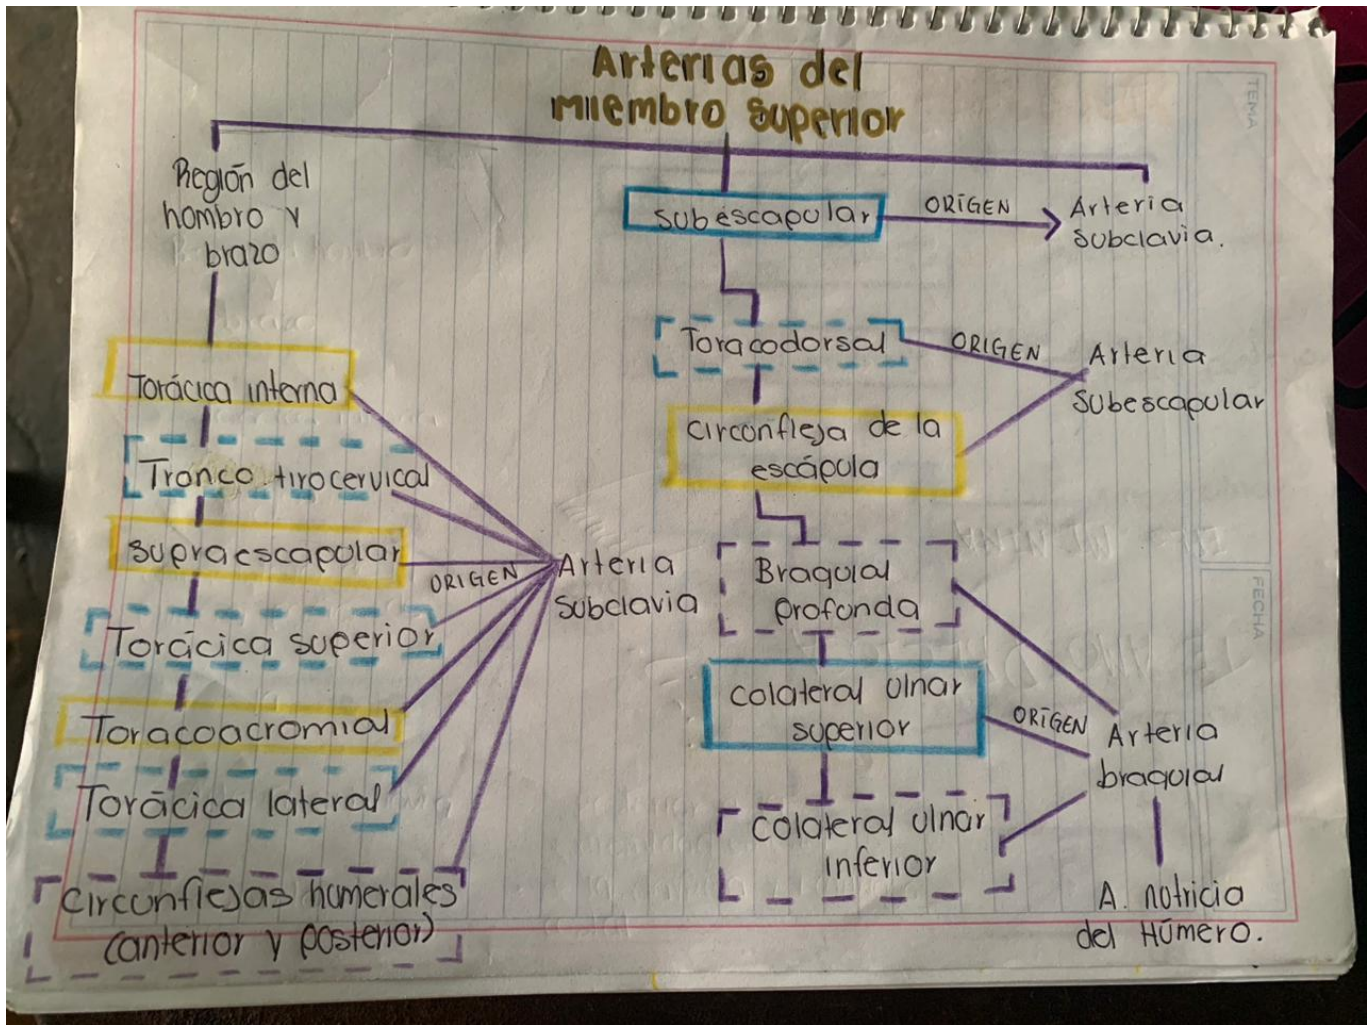 Arterias del
miembro superior
Región del
hombro y
brazo
Torácica interna
Tronco tirocervical
supraescapular
Torácica superior
Toracoacromial
Torácica lateral
circunflejas humerales
(anterior y posterior)
ORIGEN
Arteria
subclavia
subescapular
ORIGEN
Arteria
subclavia.
Toracodorsal
ORIGEN
Arteria
subescapular
circonfleja de la
escápula
Braquial
profunda
colateral ulnar
superior
ORIGEN
Arteria
braquial
colateral ulnar
inferior
A. nutricia
del Húmero.
TEMA
FECHA